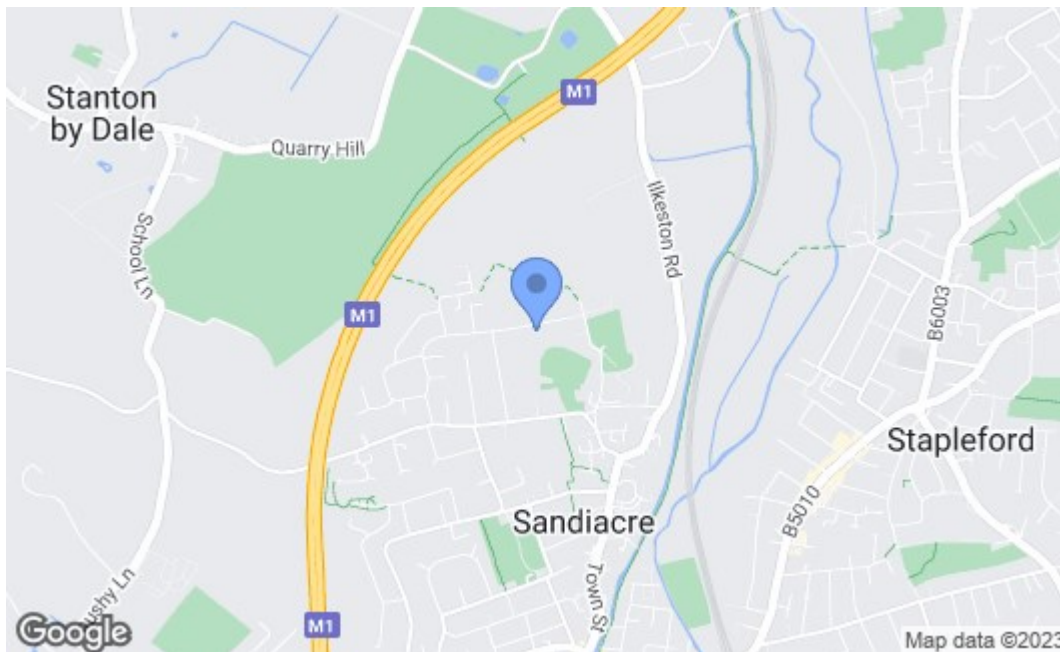 M1
Stanton
by Dale
Quarry Hill
School Ln
Ilkeston Rd
B6003
M1
Stapleford
B5010
Sandiacre
Town St
M1
Google
Map data ©2023